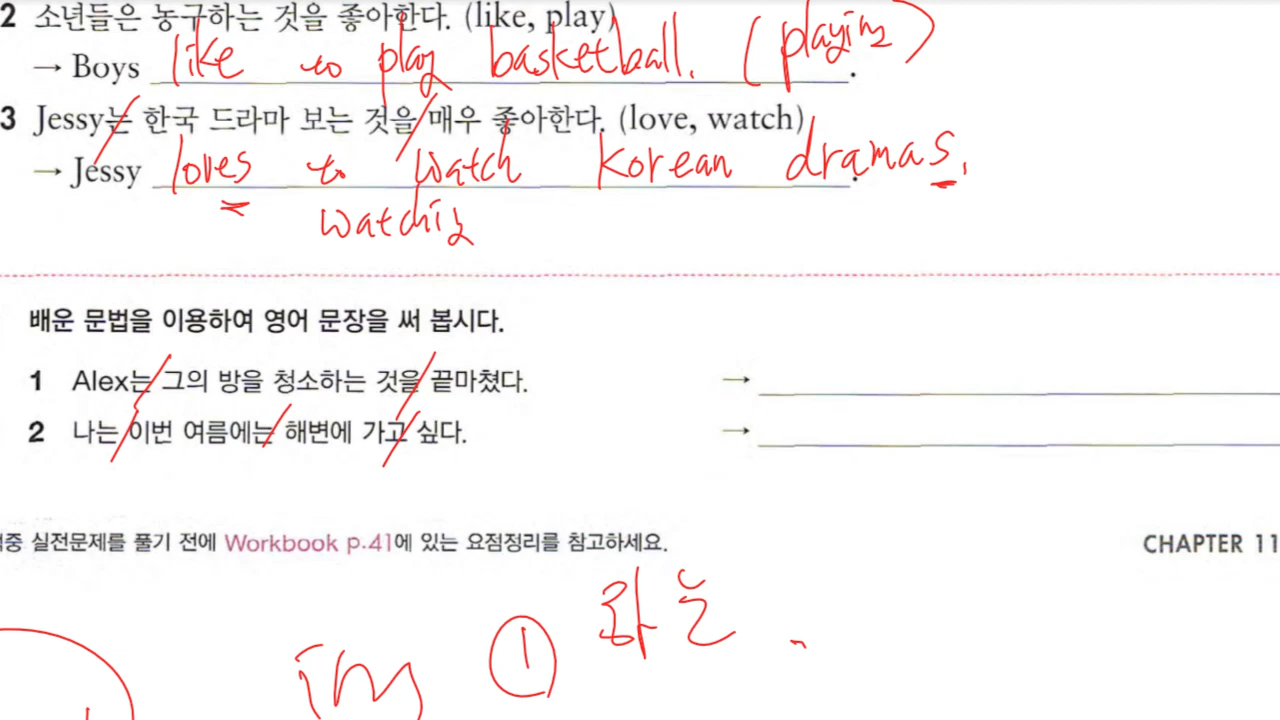 2 소년들은 농구하는 것을 좋아한다. (like, play)
→ Boys like to play basketball. (playing).
3 Jessy는 한국 드라마 보는 것을 매우 좋아한다. (love, watch)
→ Jessy loves to watch Korean dramas.
watching
배운 문법을 이용하여 영어 문장을 써 봅시다.
1 Alex는 그의 방을 청소하는 것을 끝마쳤다. →
2 나는 이번 여름에는 해변에 가고 싶다. →
중 실전문제를 풀기 전에 Workbook p.41에 있는 요점정리를 참고하세요.
CHAPTER 11
ing ①